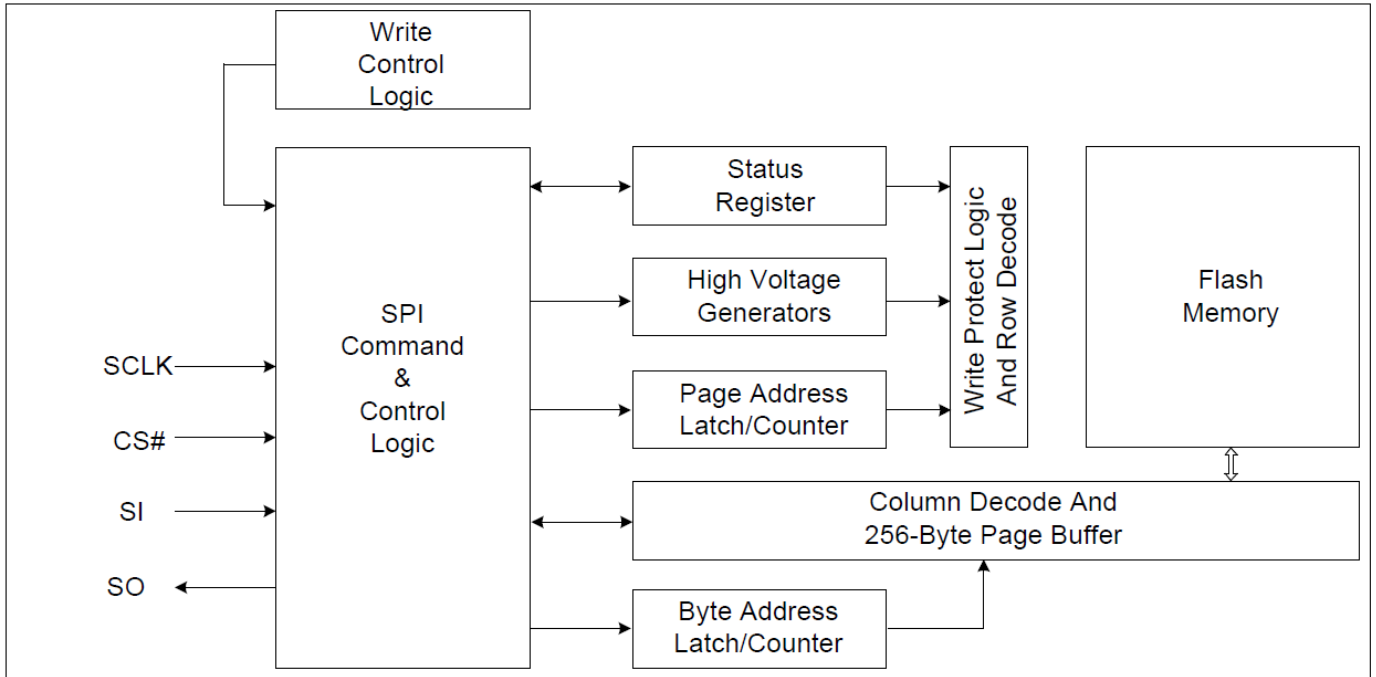 Write
Control
Logic
SPI
Command
&
Control
Logic
SCLK
CS#
SI
SO
Status
Register
High Voltage
Generators
Page Address
Latch/Counter
Write Protect Logic
And Row Decode
Flash
Memory
Column Decode And
256-Byte Page Buffer
Byte Address
Latch/Counter